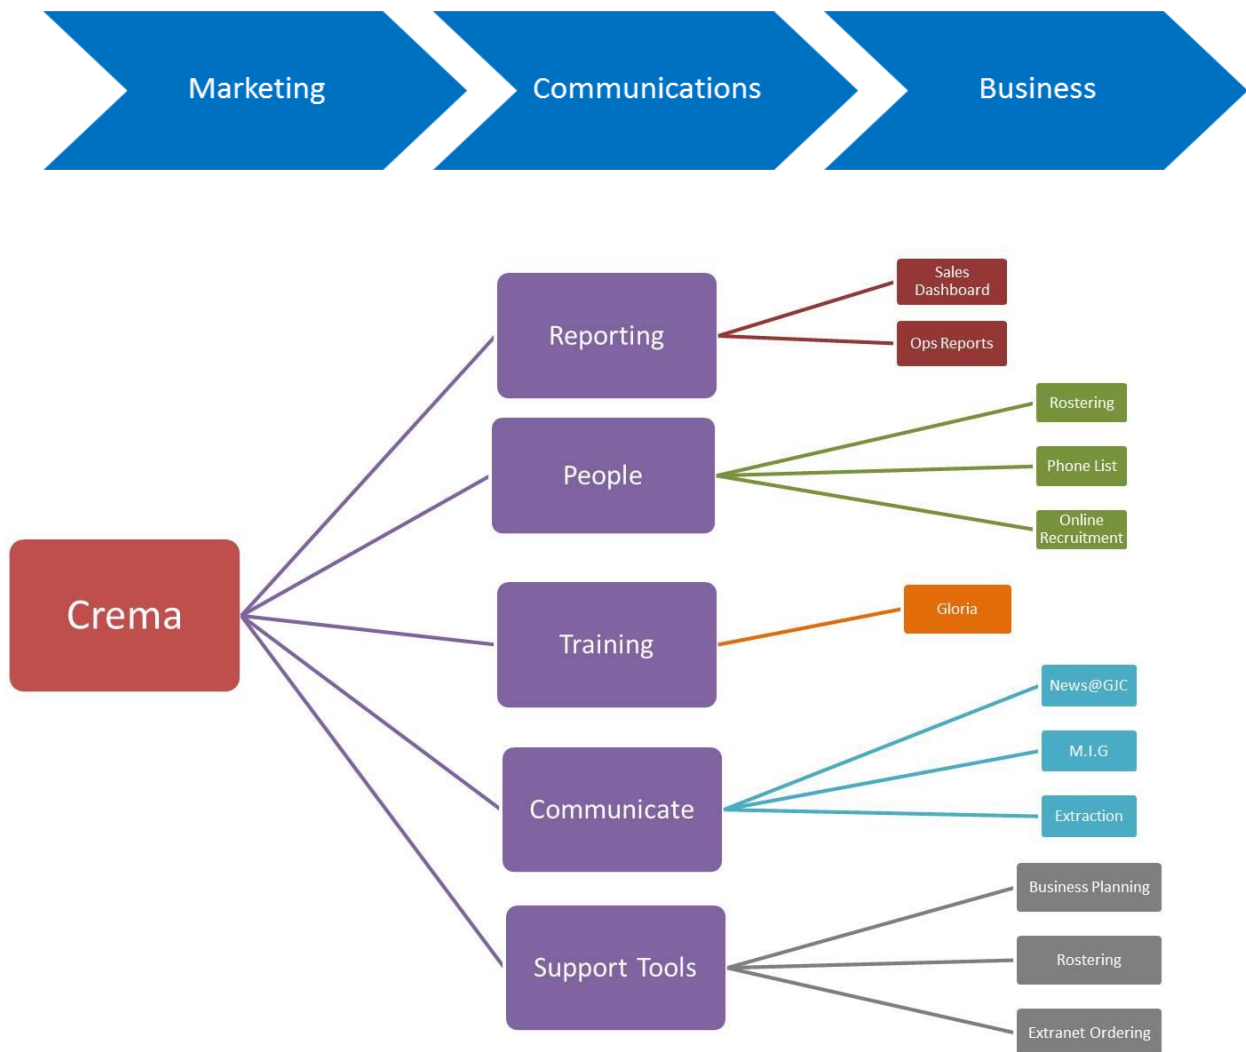 Marketing
Communications
Business
Crema
Reporting
Sales
Dashboard
Ops Reports
People
Rostering
Phone List
Online
Recruitment
Training
Gloria
Communicate
News@GJC
M.I.G
Extraction
Support Tools
Business Planning
Rostering
Extranet Ordering